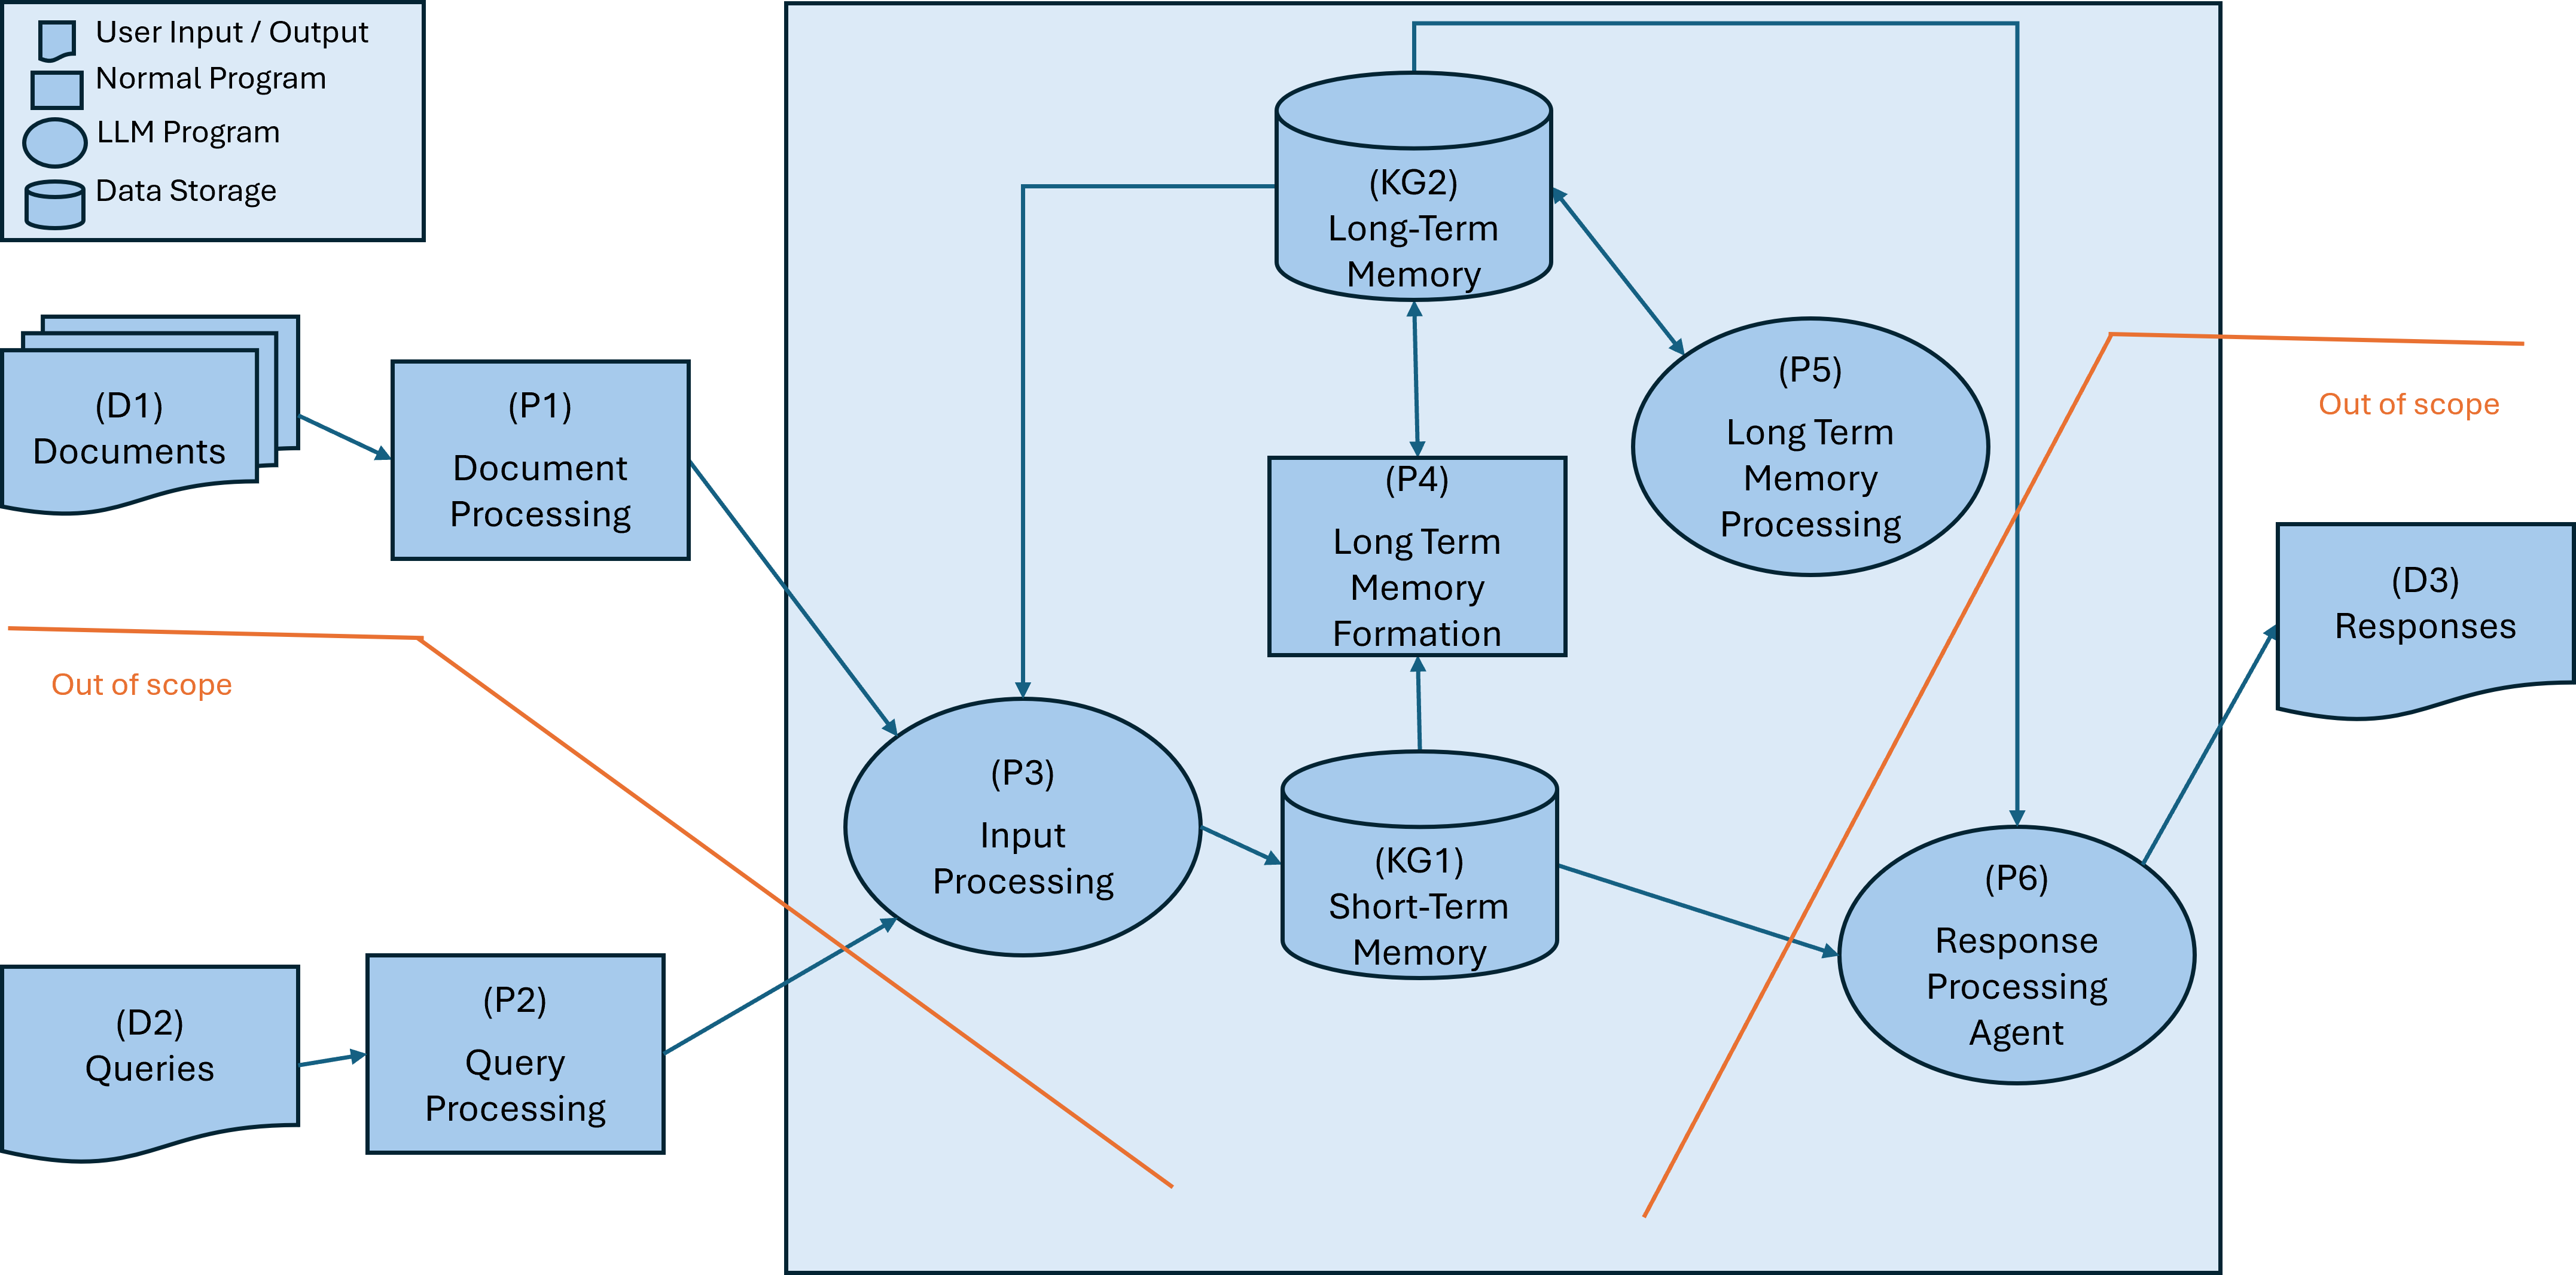 User Input / Output
Normal Program
LLM Program
Data Storage
(D1)
Documents
(P1)
Document
Processing
Out of scope
(D2)
Queries
(P2)
Query
Processing
(KG2)
Long-Term
Memory
(P5)
Long Term
Memory
Processing
(P4)
Long Term
Memory
Formation
(P3)
Input
Processing
(KG1)
Short-Term
Memory
(P6)
Response
Processing
Agent
Out of scope
(D3)
Responses